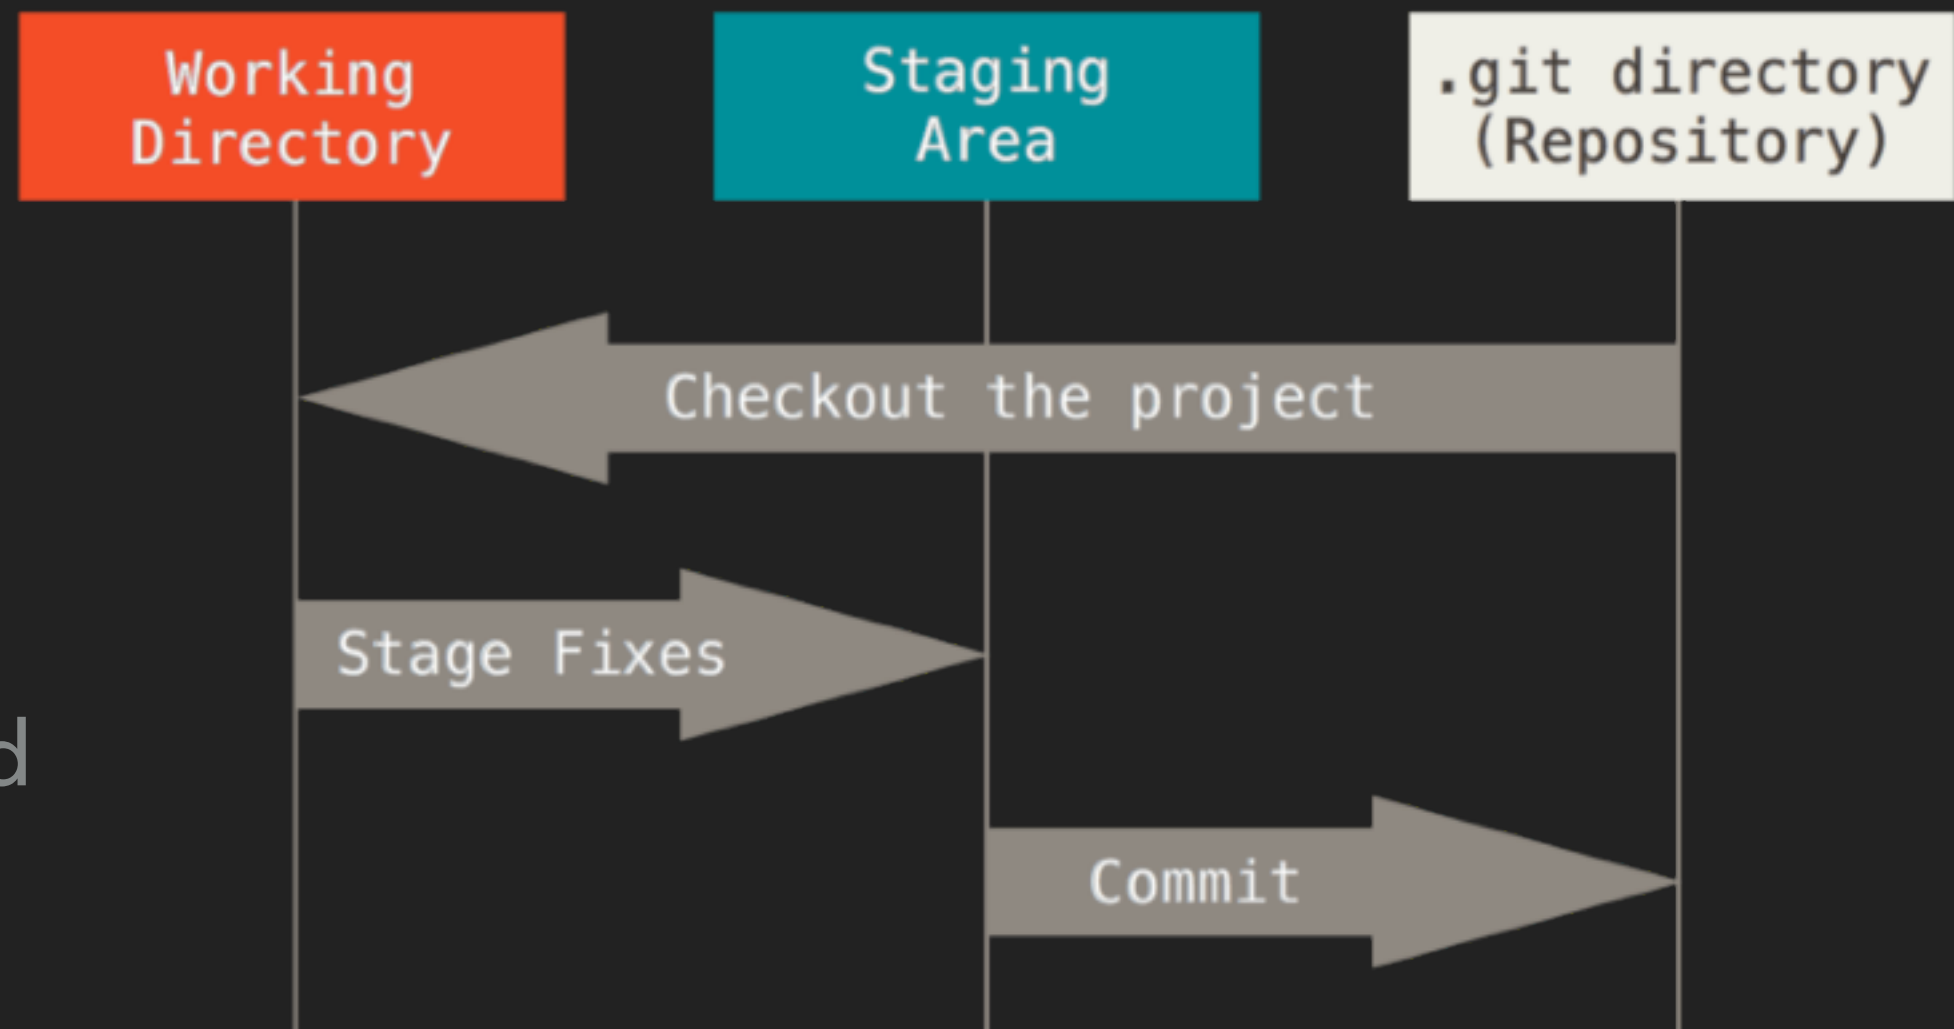 Working
Directory
Staging
Area
.git directory
(Repository)
Checkout the project
Stage Fixes
d
Commit